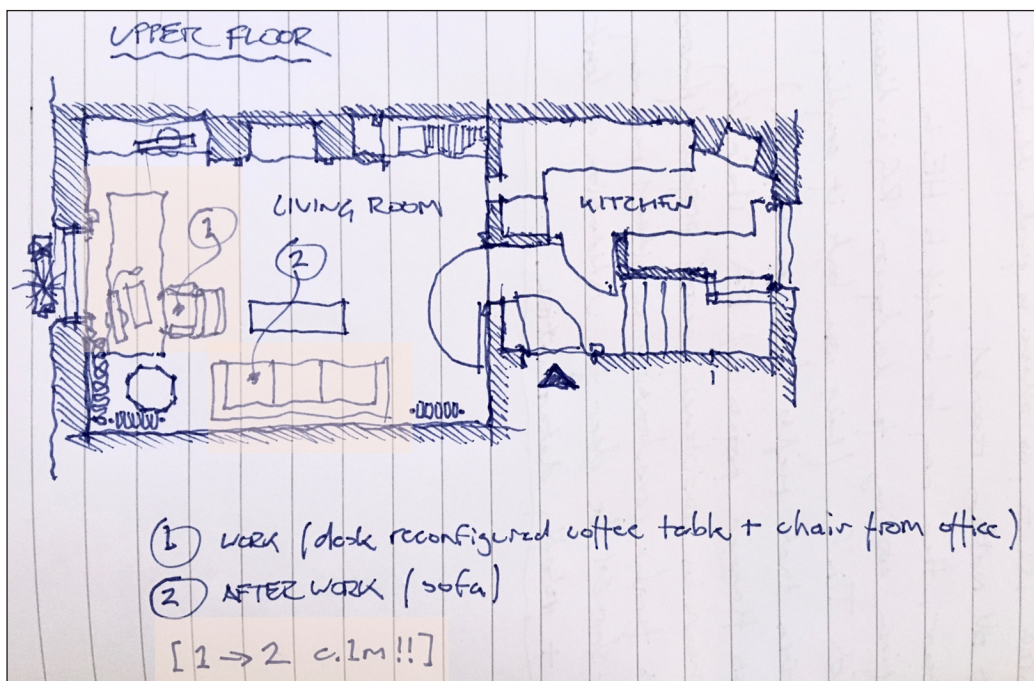 UPPER FLOOR
LIVING ROOM
KITCHEN
1
2
1 WORK (desk reconfigured coffee table + chair from office)
2 AFTER WORK (sofa)
[1 → 2 c.1m!!]